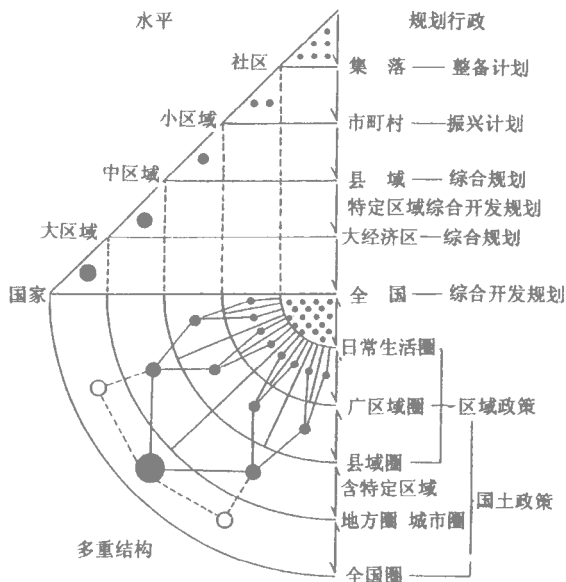 水平 规划行政
社区 集落——整备计划
小区域 市町村——振兴计划
中区域 县域——综合规划
特定区域综合开发规划
大区域 大经济区—综合规划
国家 全国——综合开发规划
日常生活圈
广区域圈 区域政策
县域圈
含特定区域
国土政策
地方圈 城市圈
多重结构
全国圈